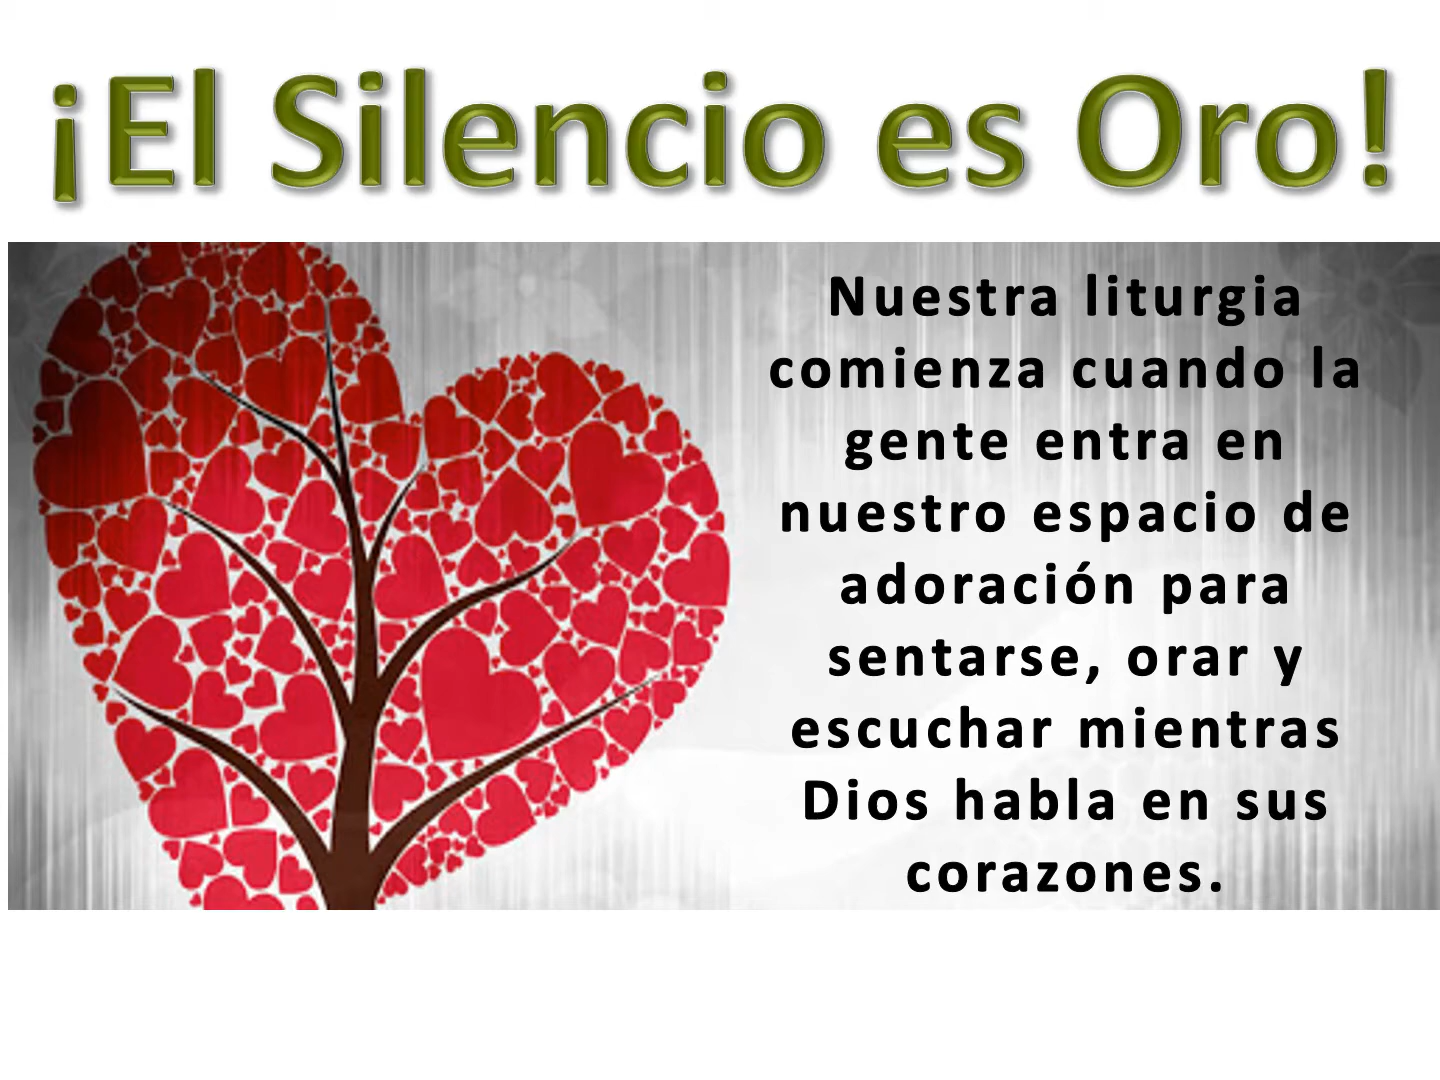 ¡El Silencio es Oro!
Nuestra liturgia
comienza cuando la
gente entra en
nuestro espacio de
adoración para
sentarse, orar y
escuchar mientras
Dios habla en sus
corazones.